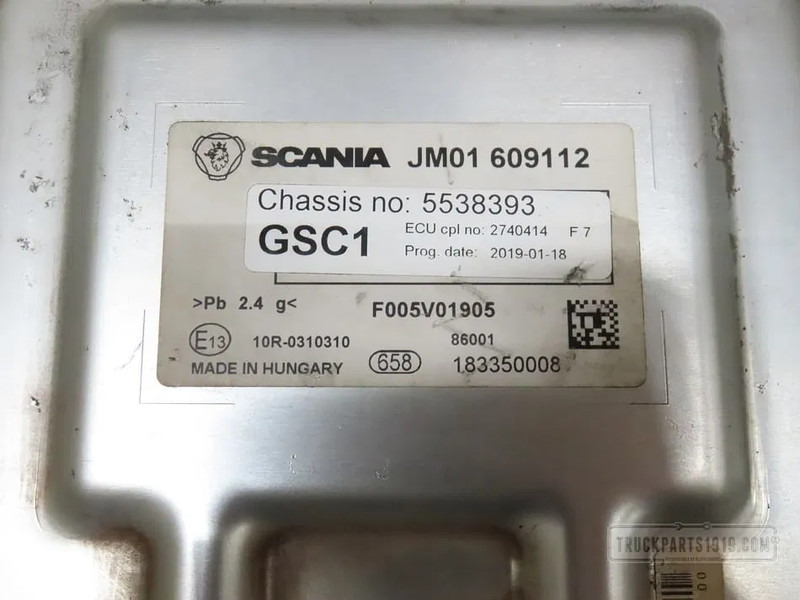 SCANIA JM01 609112
Chassis no: 5538393
GSC1 ECU cpl no: 2740414 F 7
Prog. date: 2019-01-18
>Pb 2.4 g< F005V01905
E13 10R-0310310 86001
MADE IN HUNGARY 658 183350008
TRUCKPARTS1919.COM
00